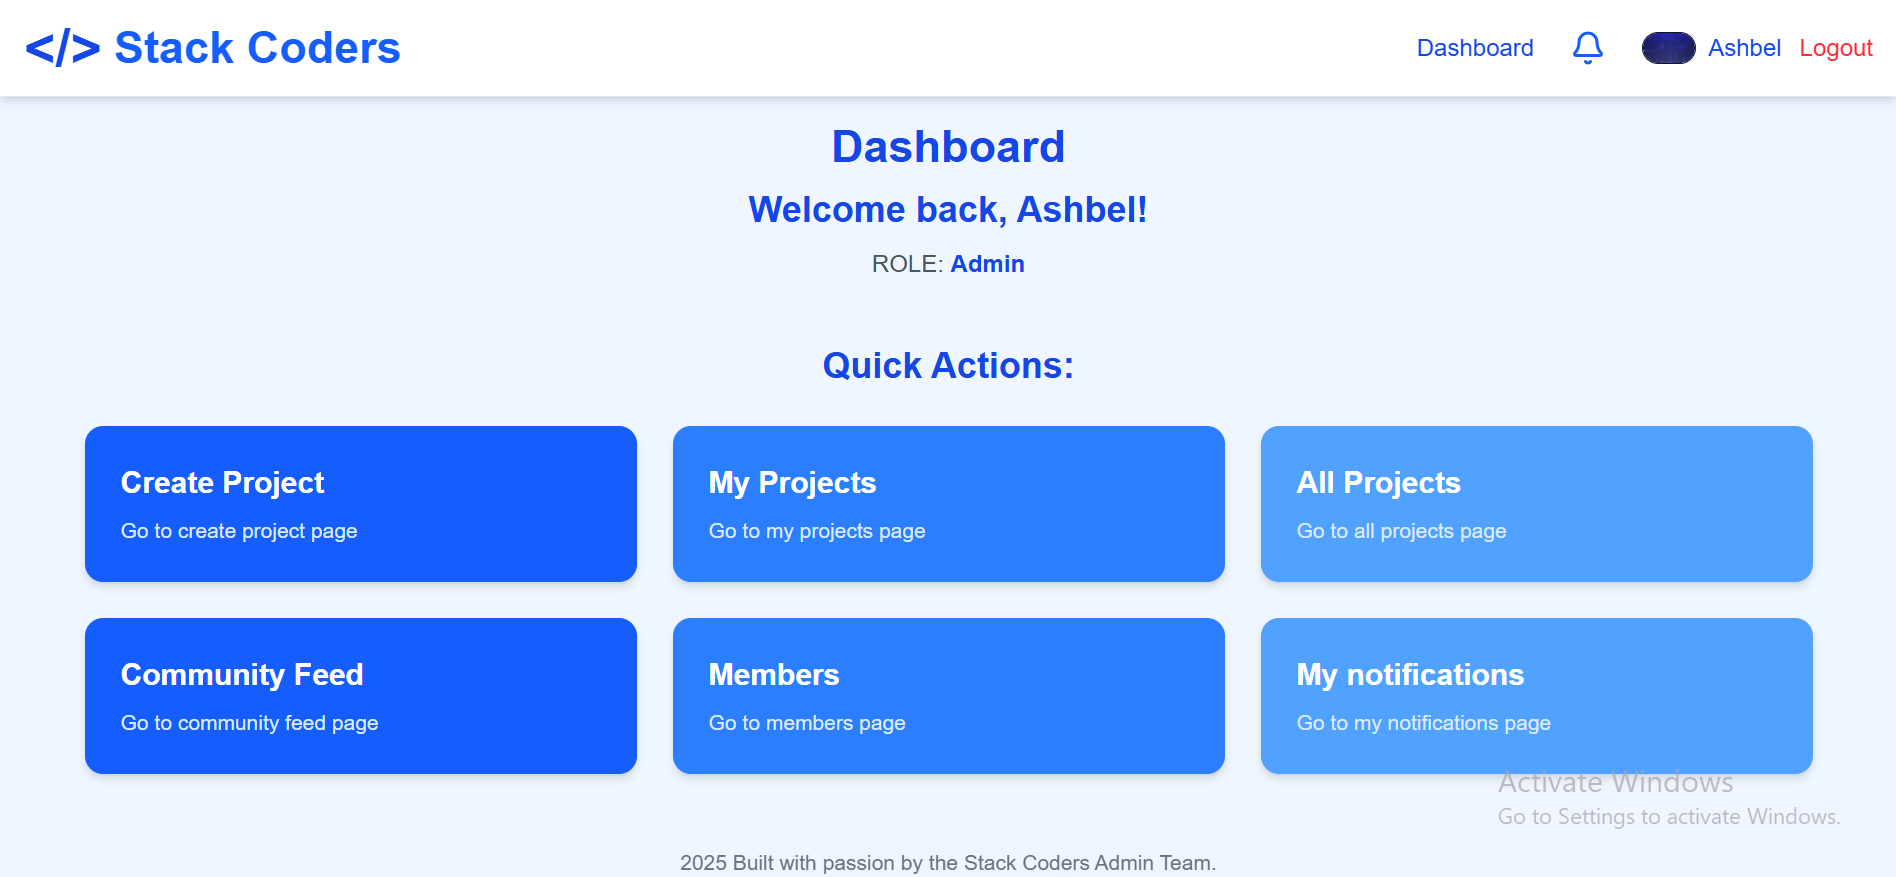 </> Stack Coders
Dashboard
Ashbel
Logout
Dashboard
Welcome back, Ashbel!
ROLE: Admin
Quick Actions:
Create Project
Go to create project page
My Projects
Go to my projects page
All Projects
Go to all projects page
Community Feed
Go to community feed page
Members
Go to members page
My notifications
Go to my notifications page
Activate Windows
Go to Settings to activate Windows.
2025 Built with passion by the Stack Coders Admin Team.